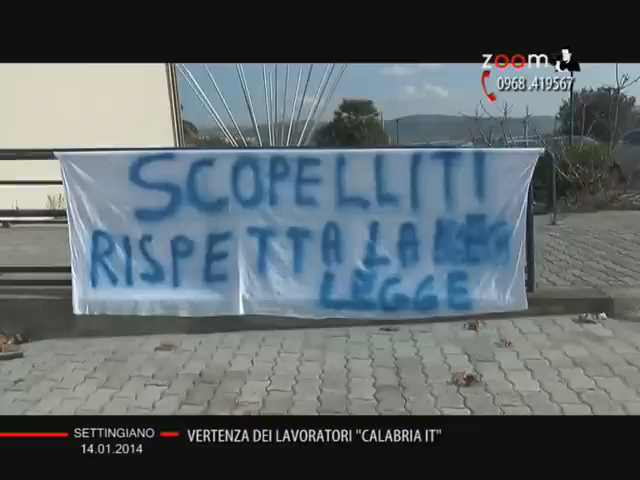 zoom
0968.419567
SCOPELLITI
RISPETTA LA
LEGGE
SETTINGIANO
14.01.2014
VERTENZA DEI LAVORATORI "CALABRIA IT"